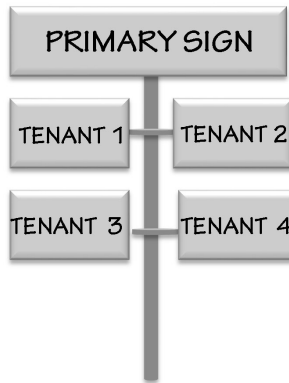 PRIMARY SIGN
TENANT 1
TENANT 2
TENANT 3
TENANT 4